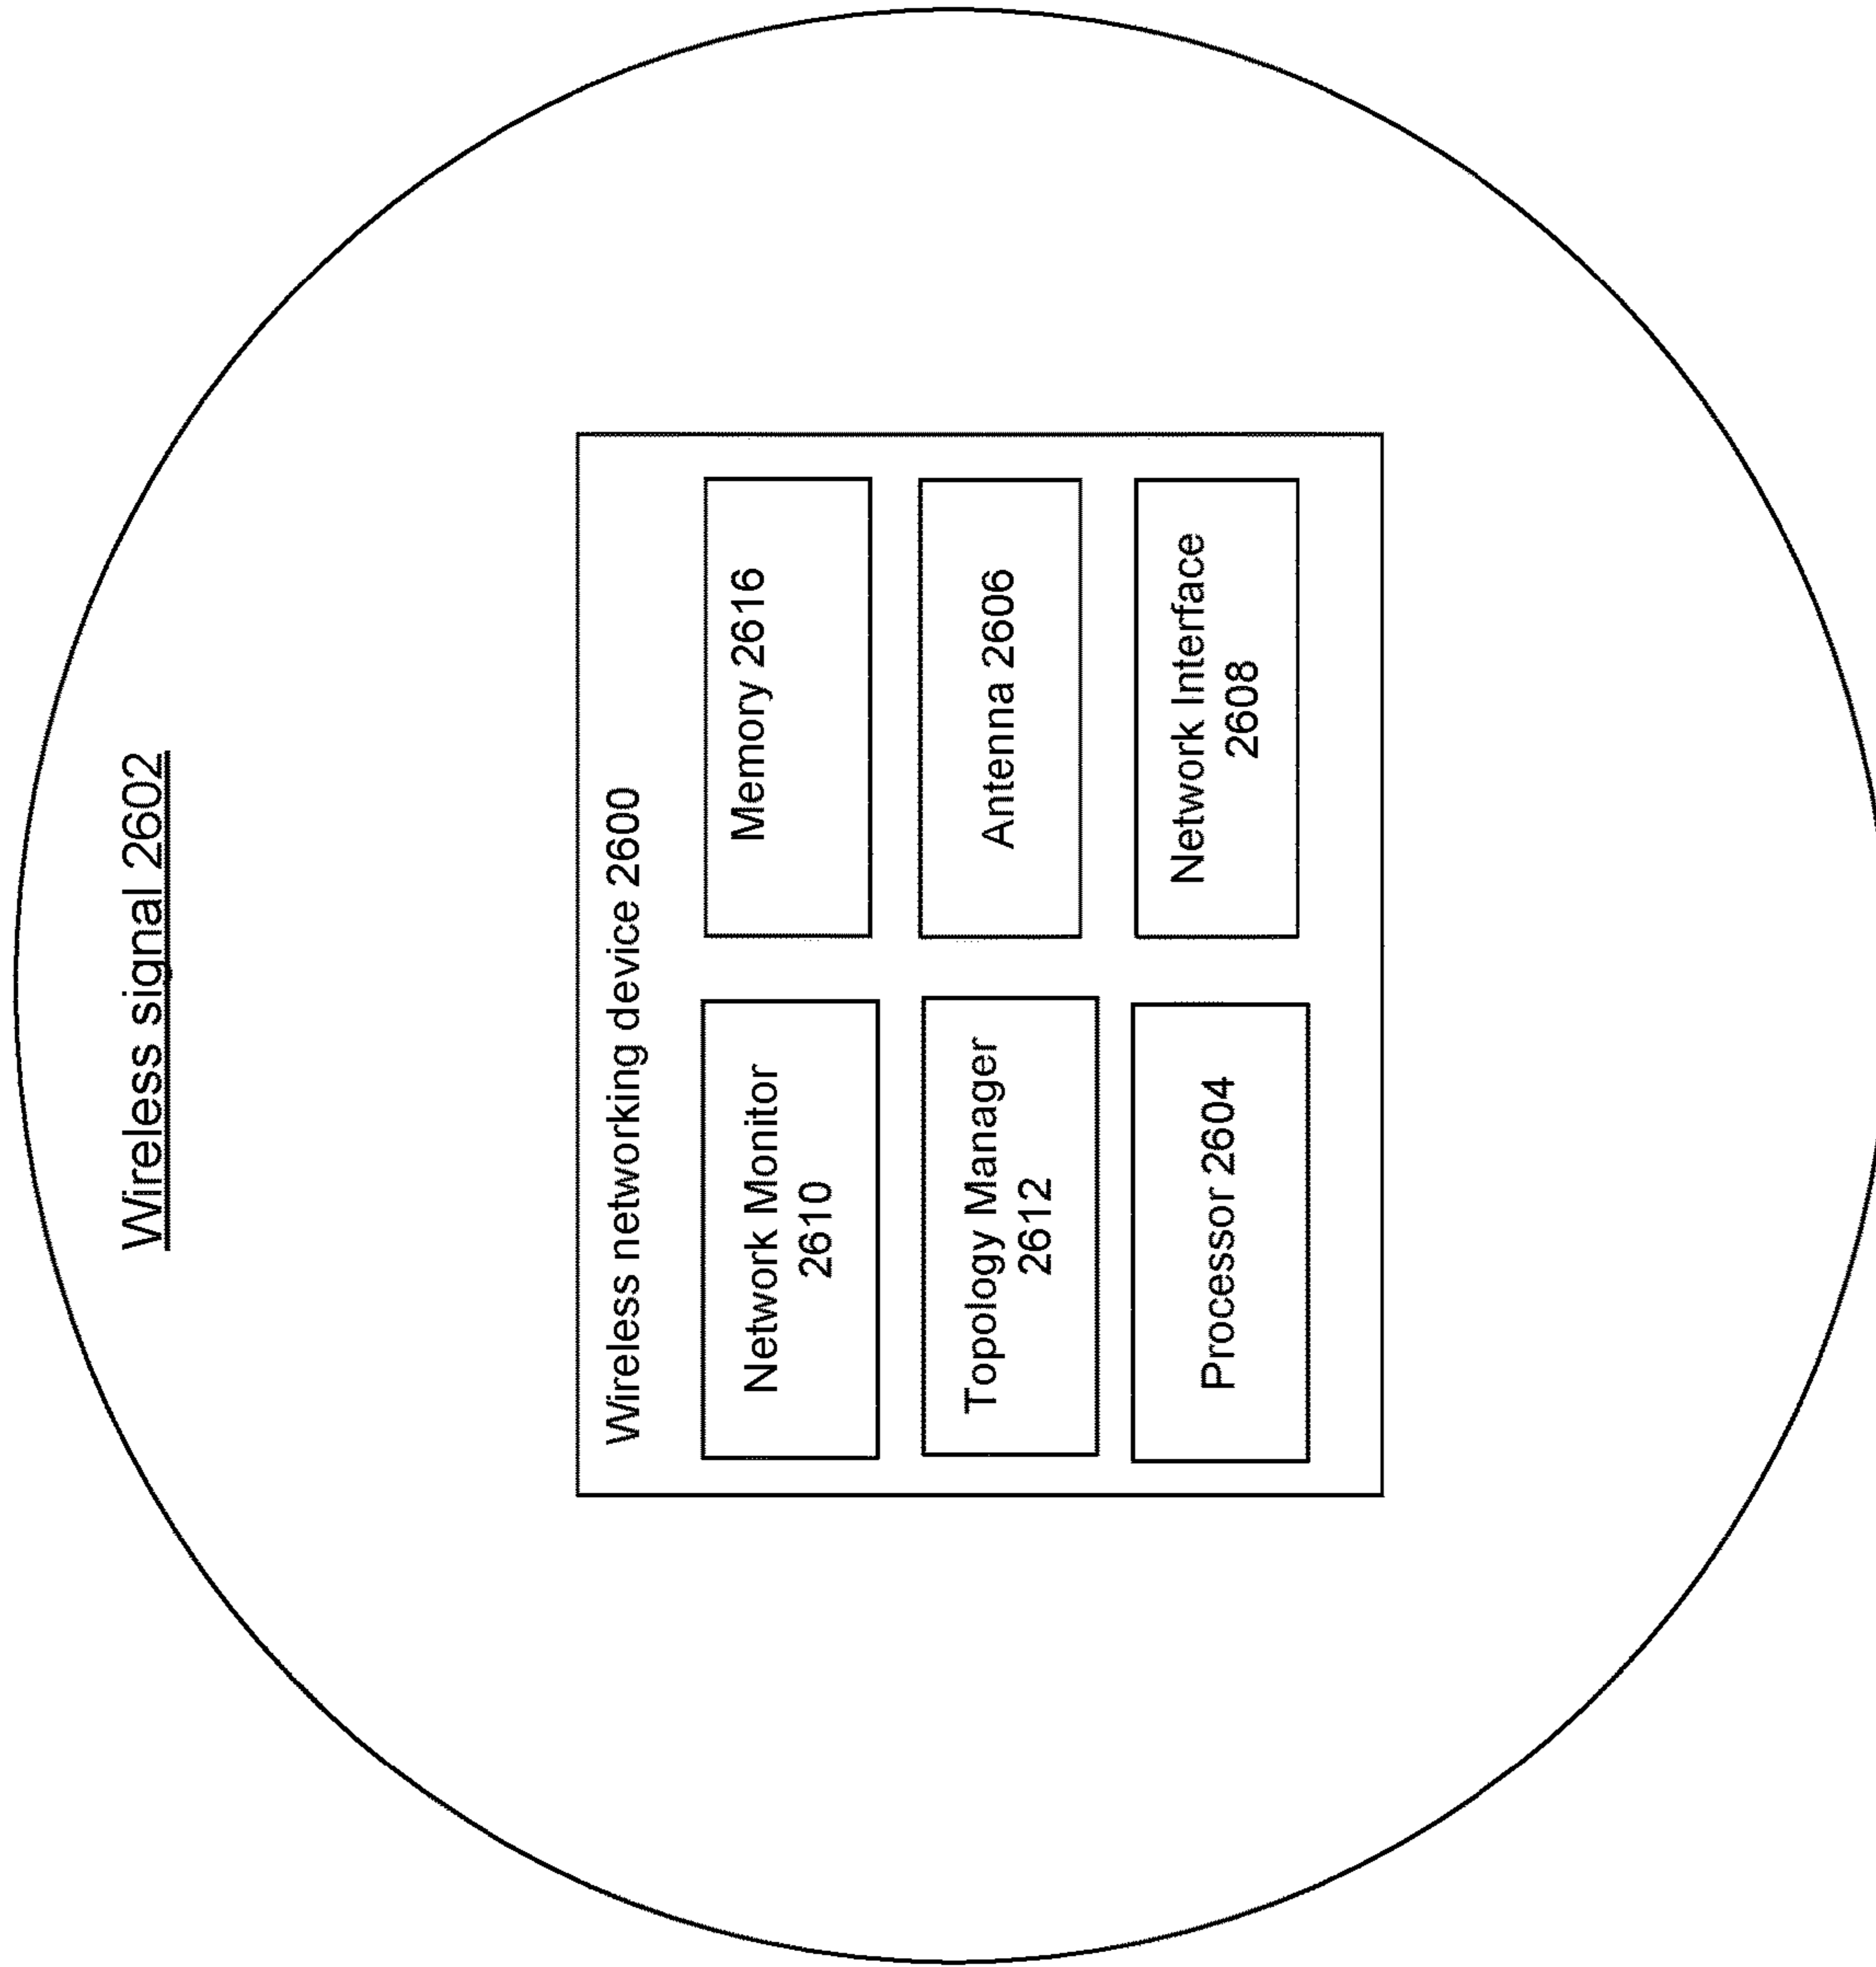 Wireless signal 2602
Wireless networking device 2600
Network Monitor
2610
Memory 2616
Topology Manager
2612
Antenna 2606
Processor 2604
Network Interface
2608